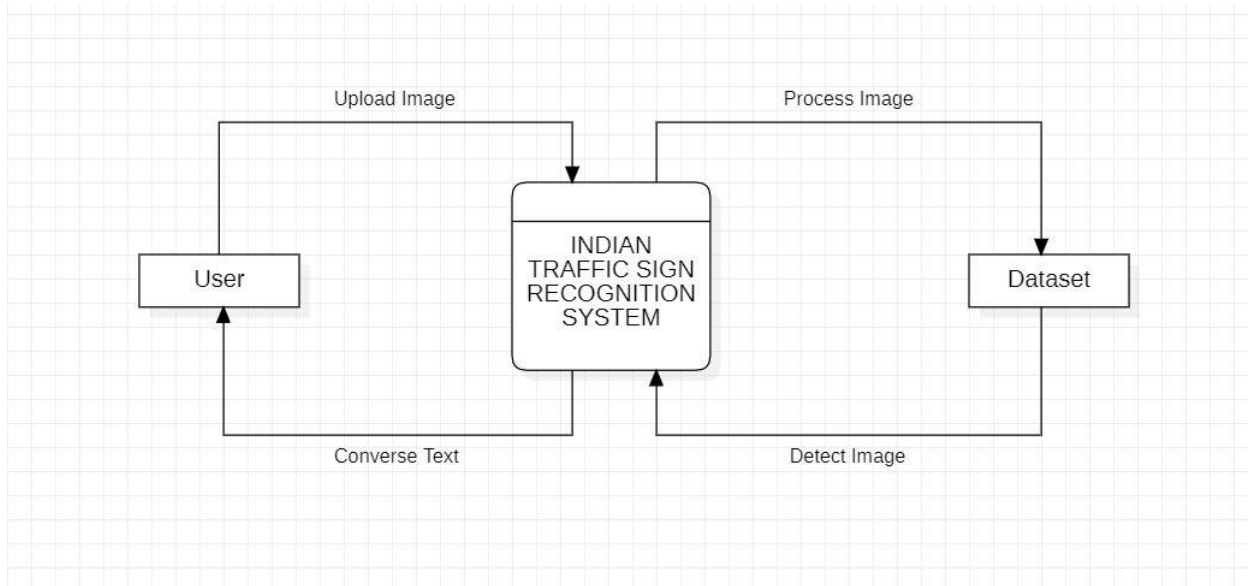 Upload Image
Process Image
User
INDIAN
TRAFFIC SIGN
RECOGNITION
SYSTEM
Dataset
Converse Text
Detect Image